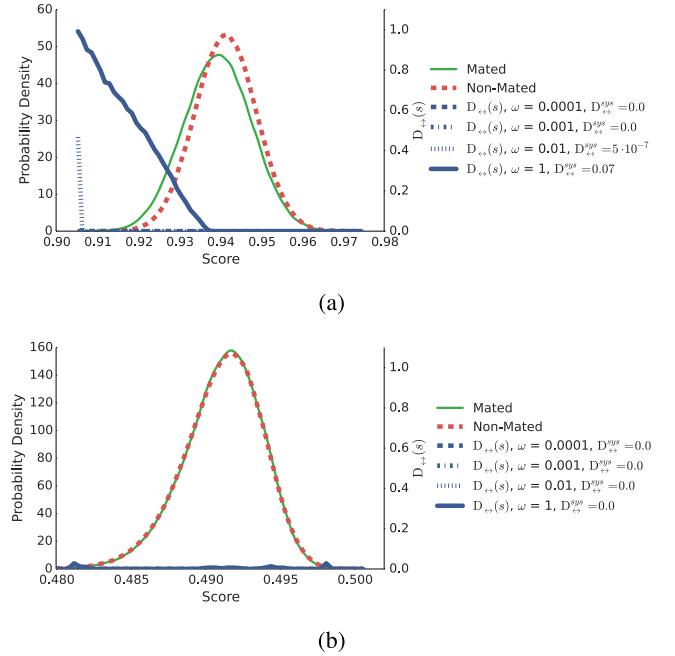 60
50
40
30
20
10
0
Probability Density
0.90 0.91 0.92 0.93 0.94 0.95 0.96 0.97 0.98
Score
1.0
0.8
0.6
0.4
0.2
0.0
D↔(s)
Mated
Non-Mated
D↔(s), ω = 0.0001, D↔^sys =0.0
D↔(s), ω = 0.001, D↔^sys =0.0
D↔(s), ω = 0.01, D↔^sys =5·10^-7
D↔(s), ω = 1, D↔^sys =0.07
(a)
160
140
120
100
80
60
40
20
0
Probability Density
0.480 0.485 0.490 0.495 0.500
Score
1.0
0.8
0.6
0.4
0.2
0.0
D↔(s)
Mated
Non-Mated
D↔(s), ω = 0.0001, D↔^sys =0.0
D↔(s), ω = 0.001, D↔^sys =0.0
D↔(s), ω = 0.01, D↔^sys =0.0
D↔(s), ω = 1, D↔^sys =0.0
(b)